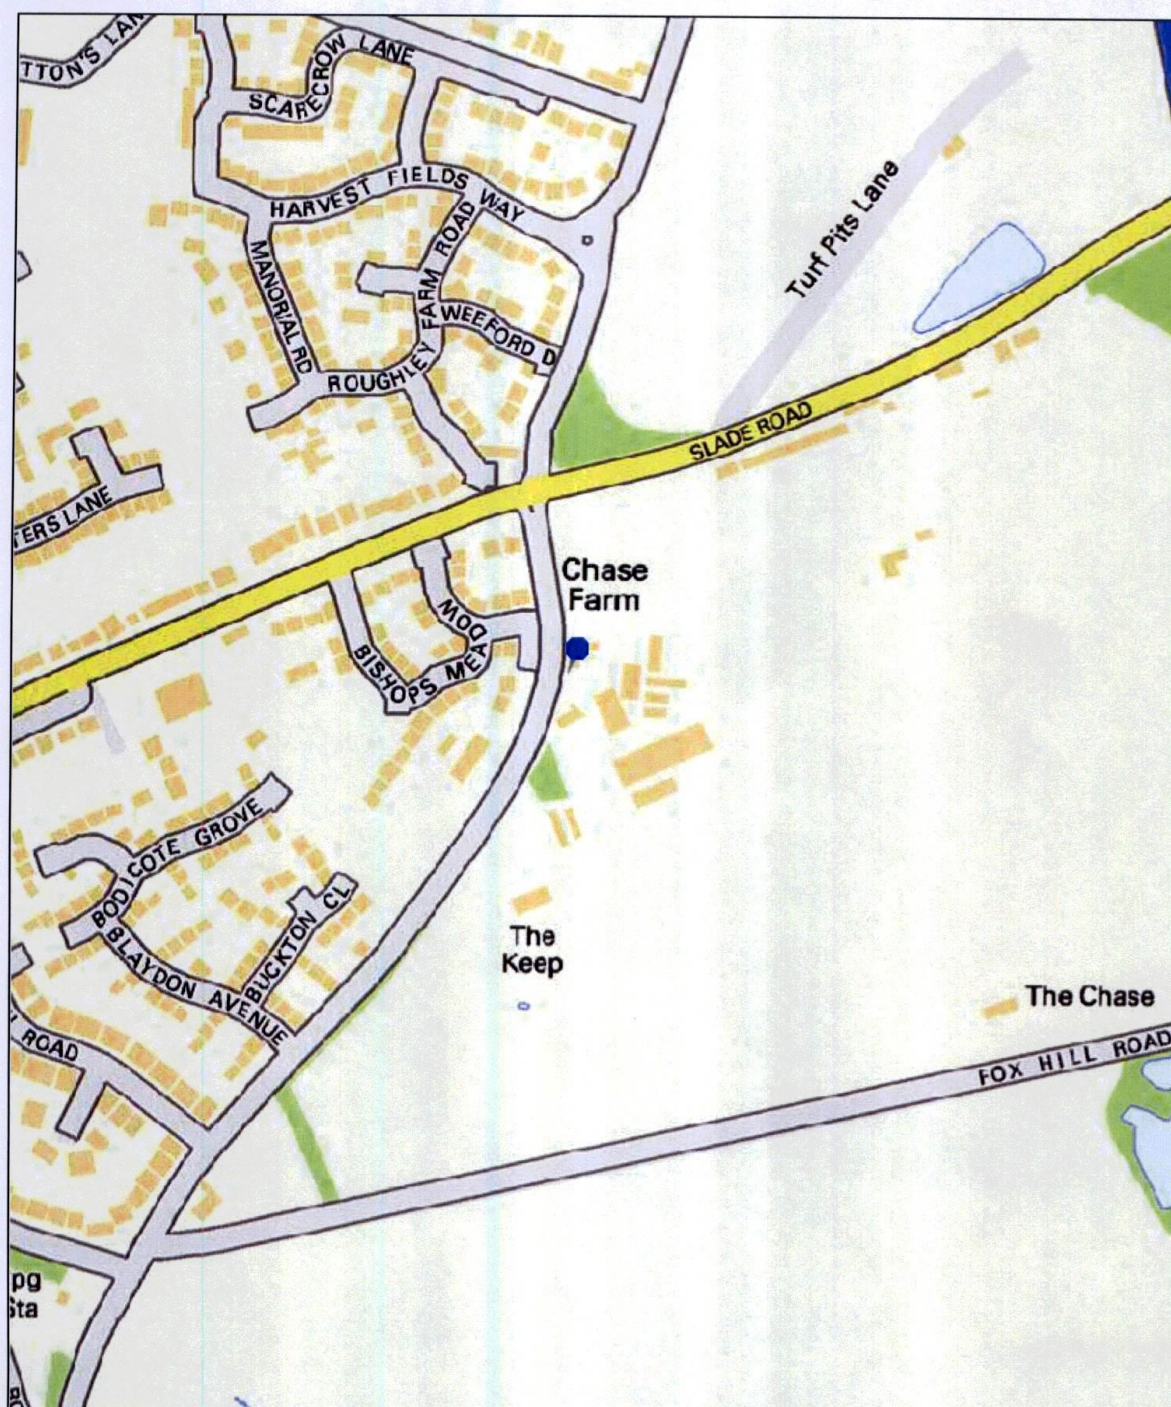 TTON'S LAN
SCARECROW LANE
HARVEST FIELDS WAY
MANORIAL RD
ROUGHLEY FARM ROAD
WEEFORD D
Turf Pits Lane
SLADE ROAD
TERS LANE
Chase
Farm
BISHOPS MEADOW
BODICOTE GROVE
BUCKTON CL
BLAYDON AVENUE
The
Keep
The Chase
ROAD
FOX HILL ROAD
pg
Sta